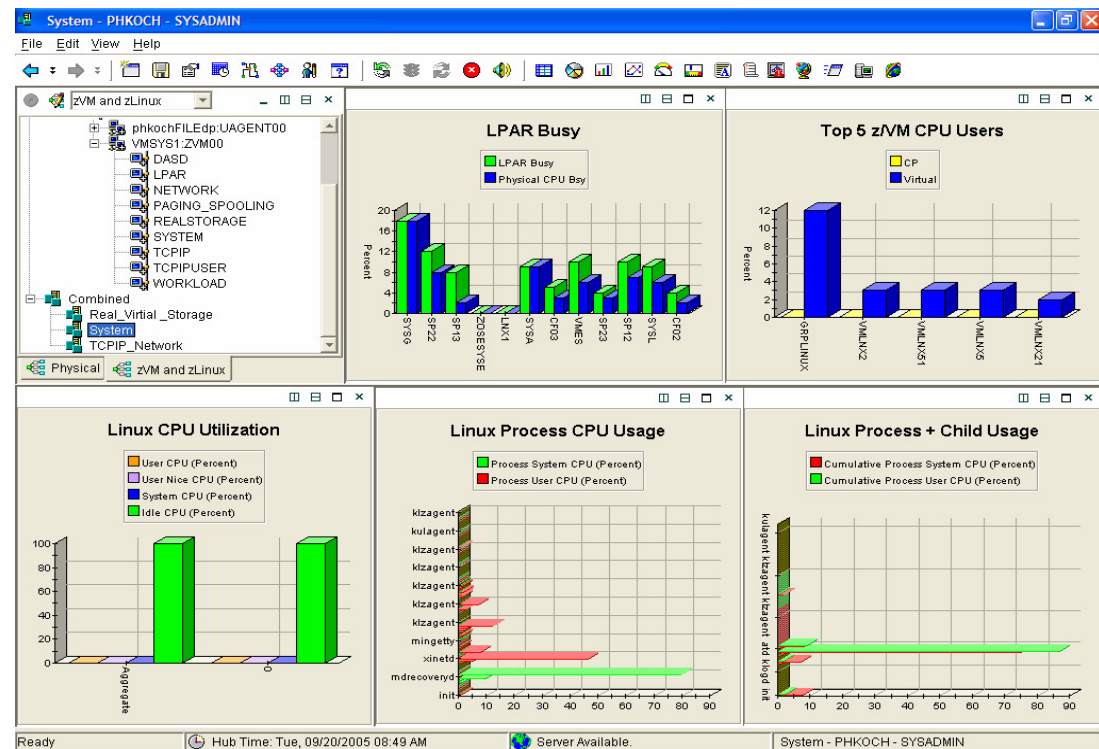 System - PHKOCH - SYSADMIN
File Edit View Help
zVM and zLinux
phkochFILEdp:UAGENT00
VMSYS1:ZVM00
DASD
LPAR
NETWORK
PAGING_SPOOLING
REALSTORAGE
SYSTEM
TCPIP
TCPIPUSER
WORKLOAD
Combined
Real_Virtial _Storage
System
TCPIP_Network
Physical
zVM and zLinux
LPAR Busy
LPAR Busy
Physical CPU Bsy
Percent
20
16
12
8
4
0
SYSG
SP22
SP13
ZOSESYSE
LNX1
SYSA
CF03
VMES
SP23
SP12
SYSL
CF02
Top 5 z/VM CPU Users
CP
Virtual
Percent
12
10
8
6
4
2
0
GRPLINUX
VMLNX2
VMLNX51
VMLNX5
VMLNX21
Linux CPU Utilization
User CPU (Percent)
User Nice CPU (Percent)
System CPU (Percent)
Idle CPU (Percent)
100
80
60
40
20
0
Aggregate
0
Linux Process CPU Usage
Process System CPU (Percent)
Process User CPU (Percent)
klzagent
kulagent
klzagent
klzagent
klzagent
klzagent
klzagent
mingetty
xinetd
mdrecoveryd
init
0 10 20 30 40 50 60 70 80 90
Linux Process + Child Usage
Cumulative Process System CPU (Percent)
Cumulative Process User CPU (Percent)
kulagent klzagent klzagent atd klogd init
0 10 20 30 40 50 60 70 80 90
Ready
Hub Time: Tue, 09/20/2005 08:49 AM
Server Available.
System - PHKOCH - SYSADMIN